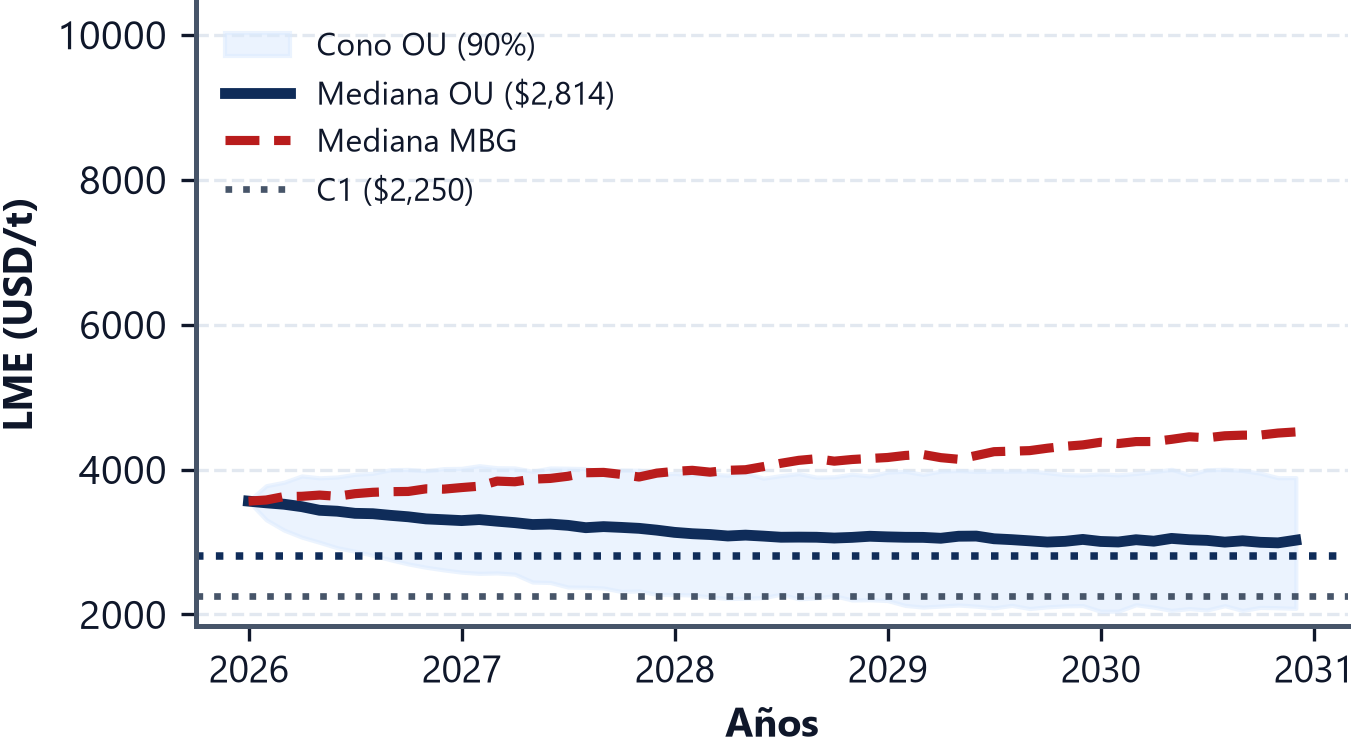 10000
8000
6000
4000
2000
LME (USD/t)
Cono OU (90%)
Mediana OU ($2,814)
Mediana MBG
C1 ($2,250)
2026 2027 2028 2029 2030 2031
Años